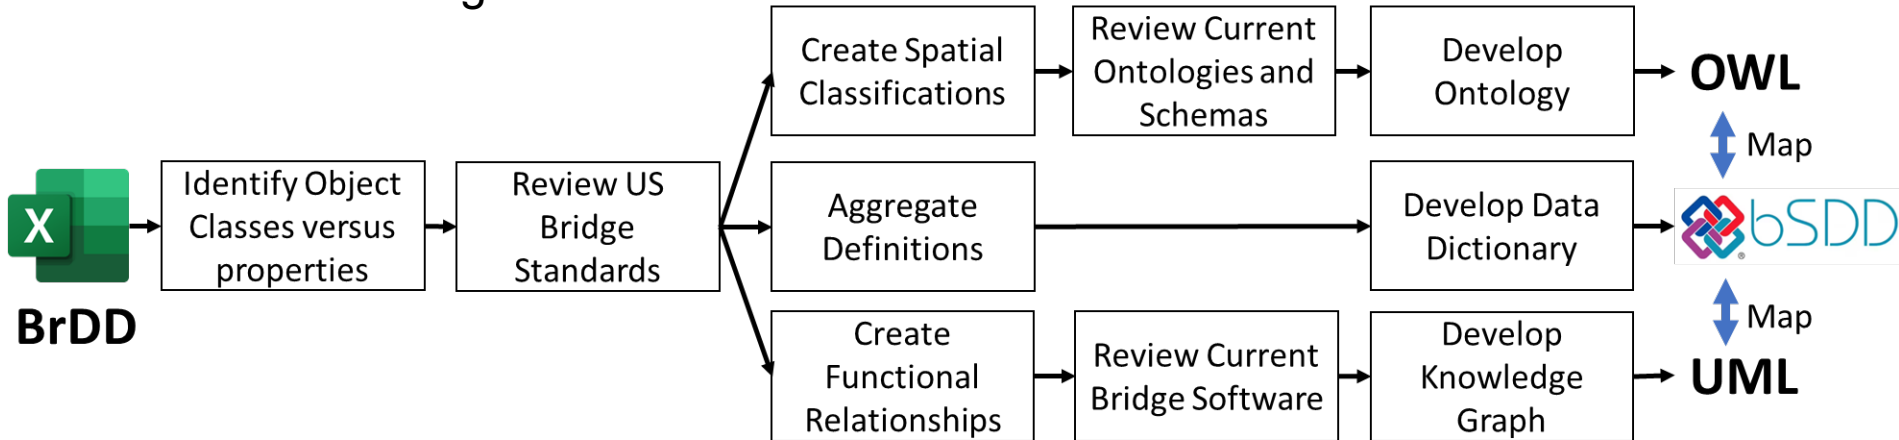 g
Create Spatial
Classifications
Review Current
Ontologies and
Schemas
Develop
Ontology
OWL
Map
X
BrDD
Identify Object
Classes versus
properties
Review US
Bridge
Standards
Aggregate
Definitions
Develop Data
Dictionary
bSDD
®
Map
Create
Functional
Relationships
Review Current
Bridge Software
Develop
Knowledge
Graph
UML